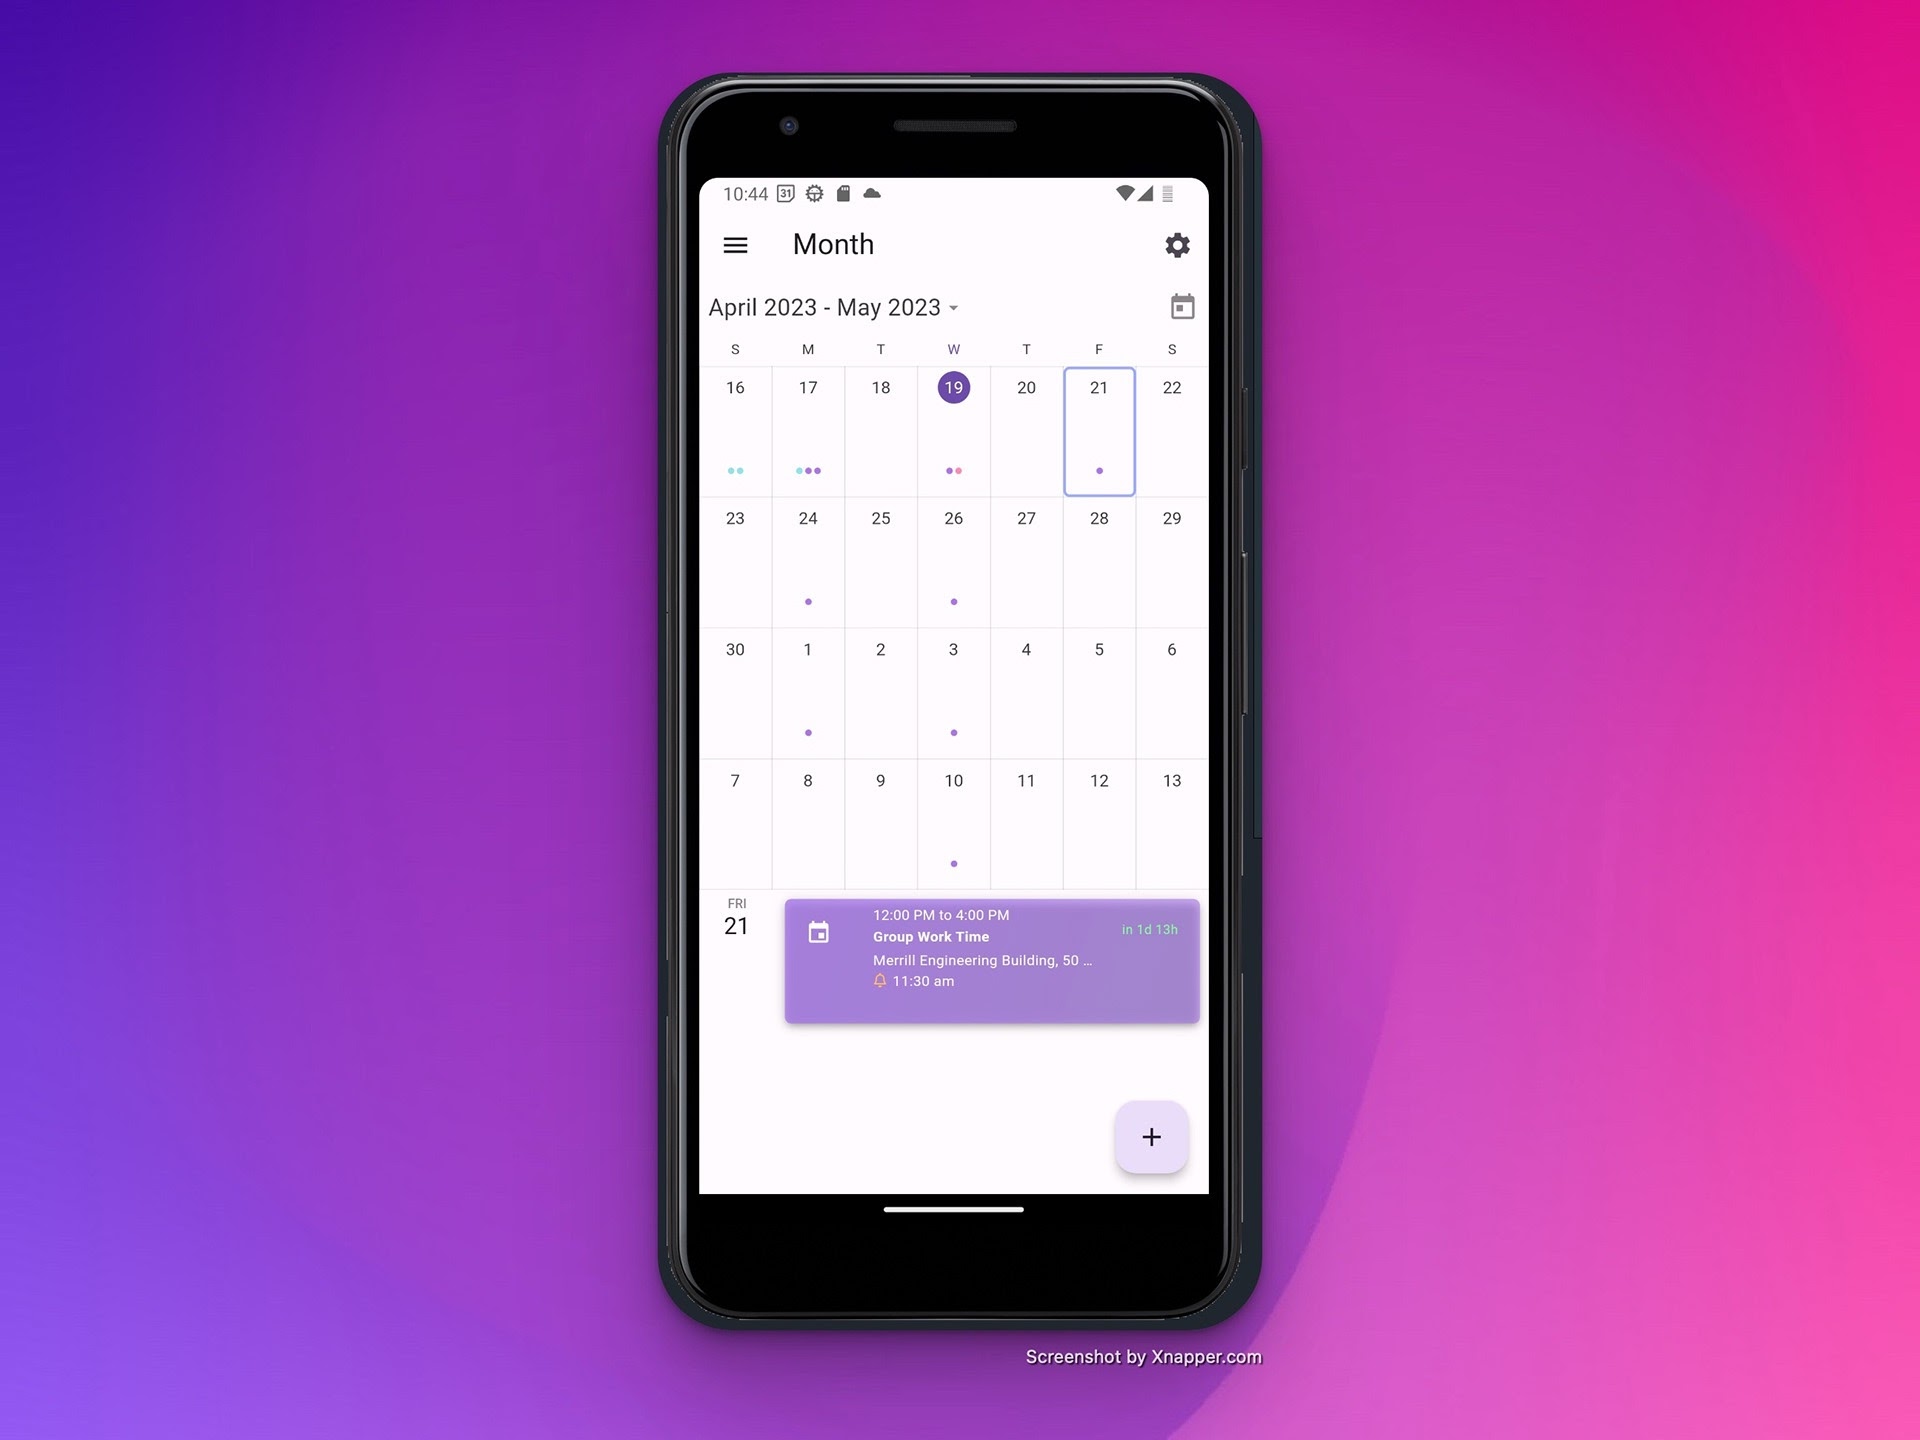 10:44 31
Month
April 2023 - May 2023
S M T W T F S
16 17 18 19 20 21 22
23 24 25 26 27 28 29
30 1 2 3 4 5 6
7 8 9 10 11 12 13
FRI
21
12:00 PM to 4:00 PM
Group Work Time
in 1d 13h
Merrill Engineering Building, 50 ...
11:30 am
+
Screenshot by Xnapper.com